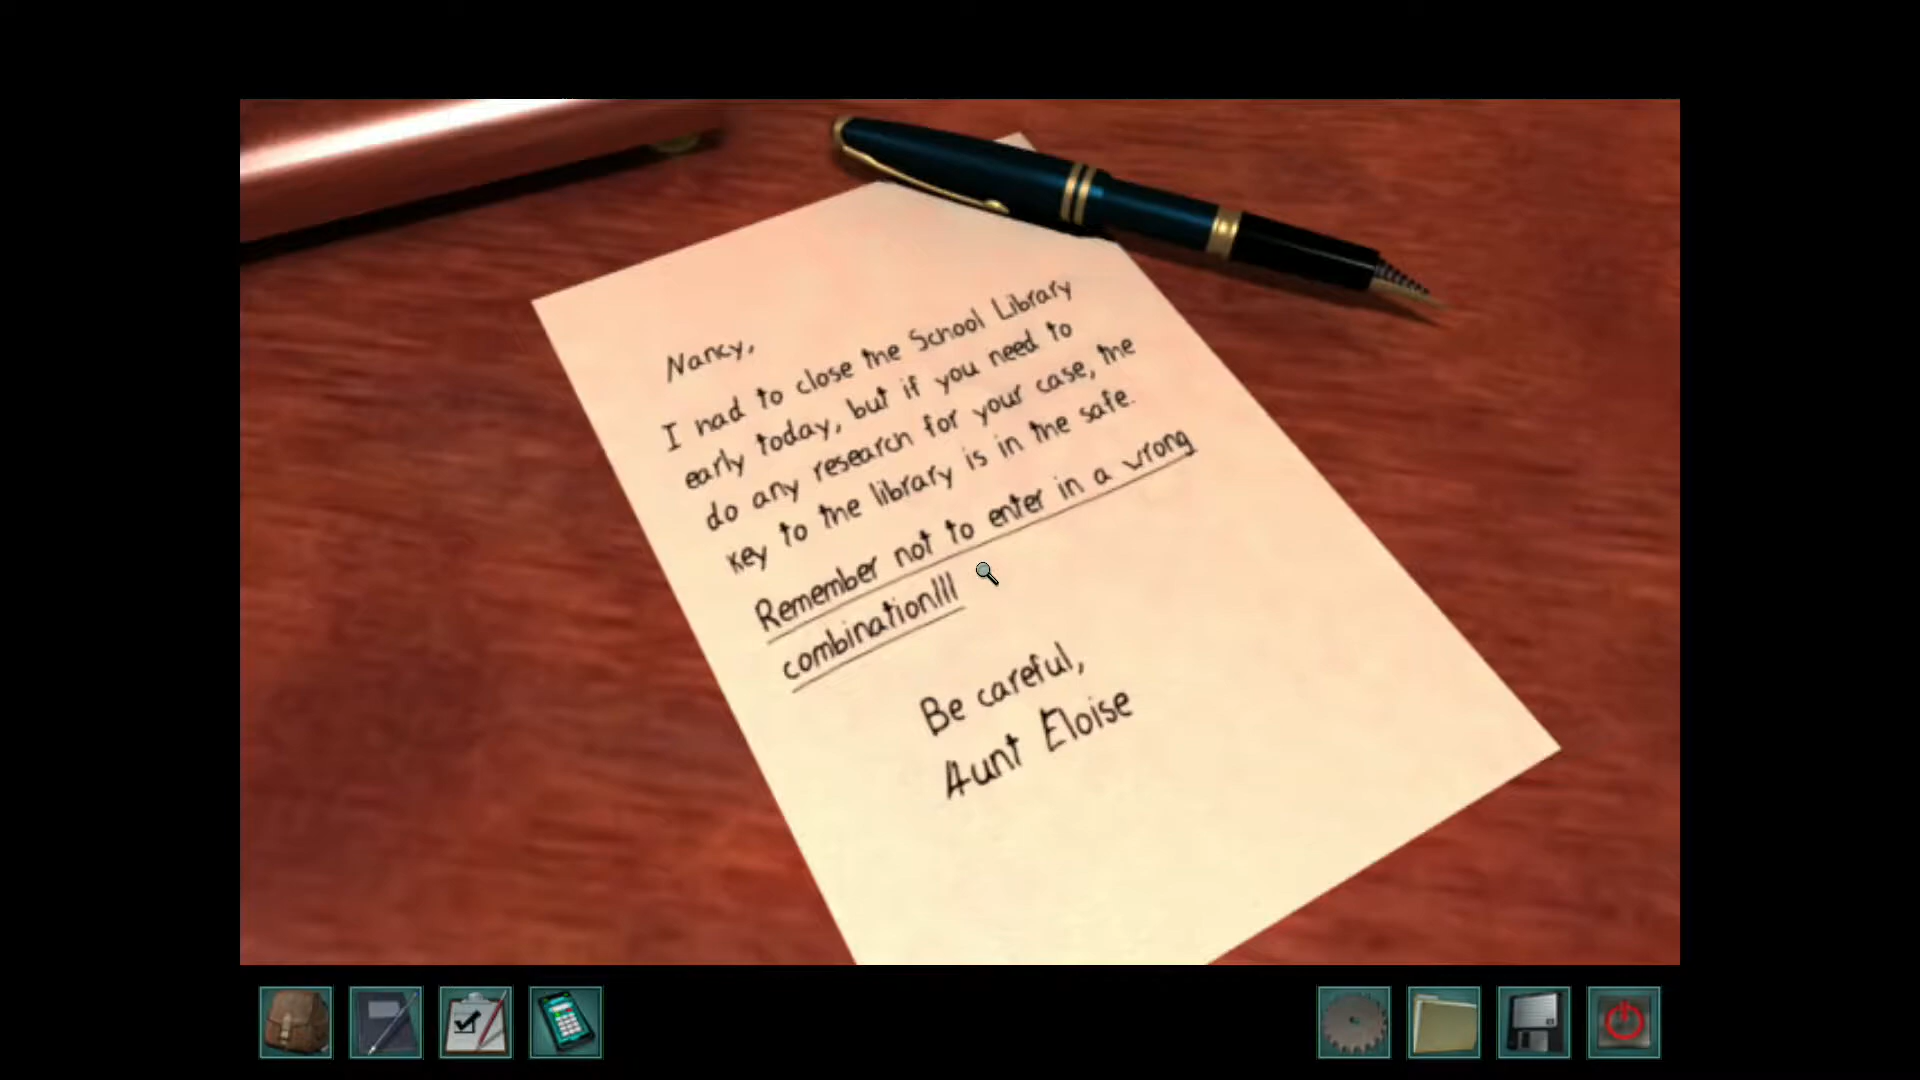 Nancy,
I had to close the School Library
early today, but if you need to
do any research for your case, the
key to the library is in the safe.
Remember not to enter in a wrong
combination!!!
Be careful,
Aunt Eloise